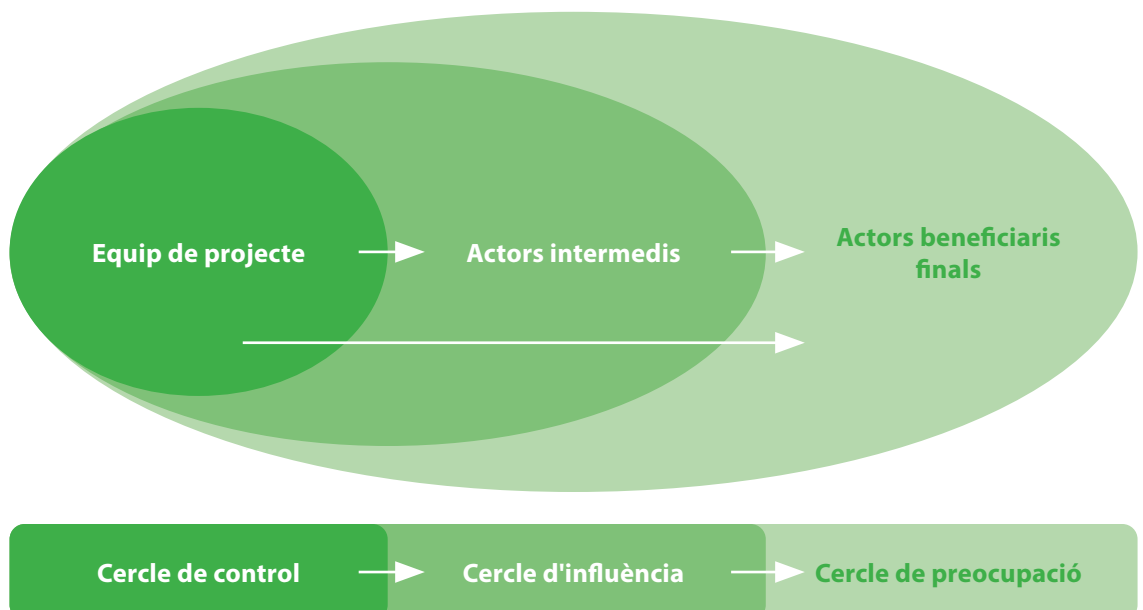 Equip de projecte
Actors intermedis
Actors beneficiaris
finals
Cercle de control
Cercle d'influència
Cercle de preocupació